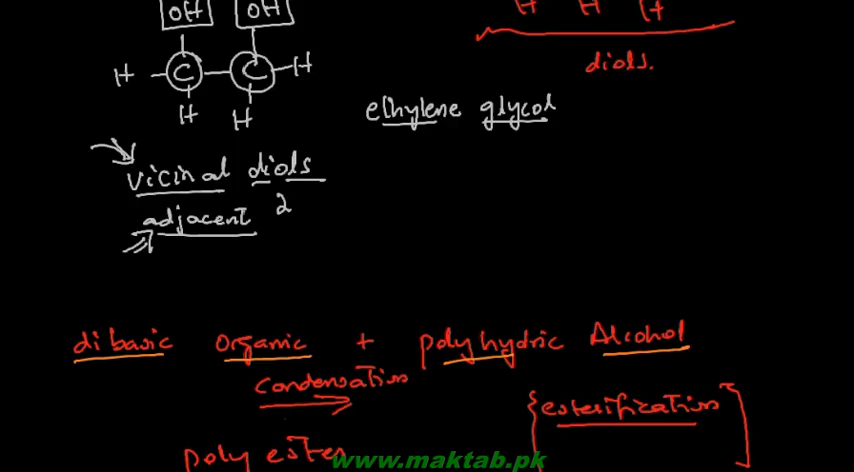 OH OH
H H H
H C C H
diols.
H H
ethylene glycol
vicinal diols
2
adjacent
dibasic organic + polyhydric Alcohol
Condensation
{esterification]
poly ester
www.maktab.pk